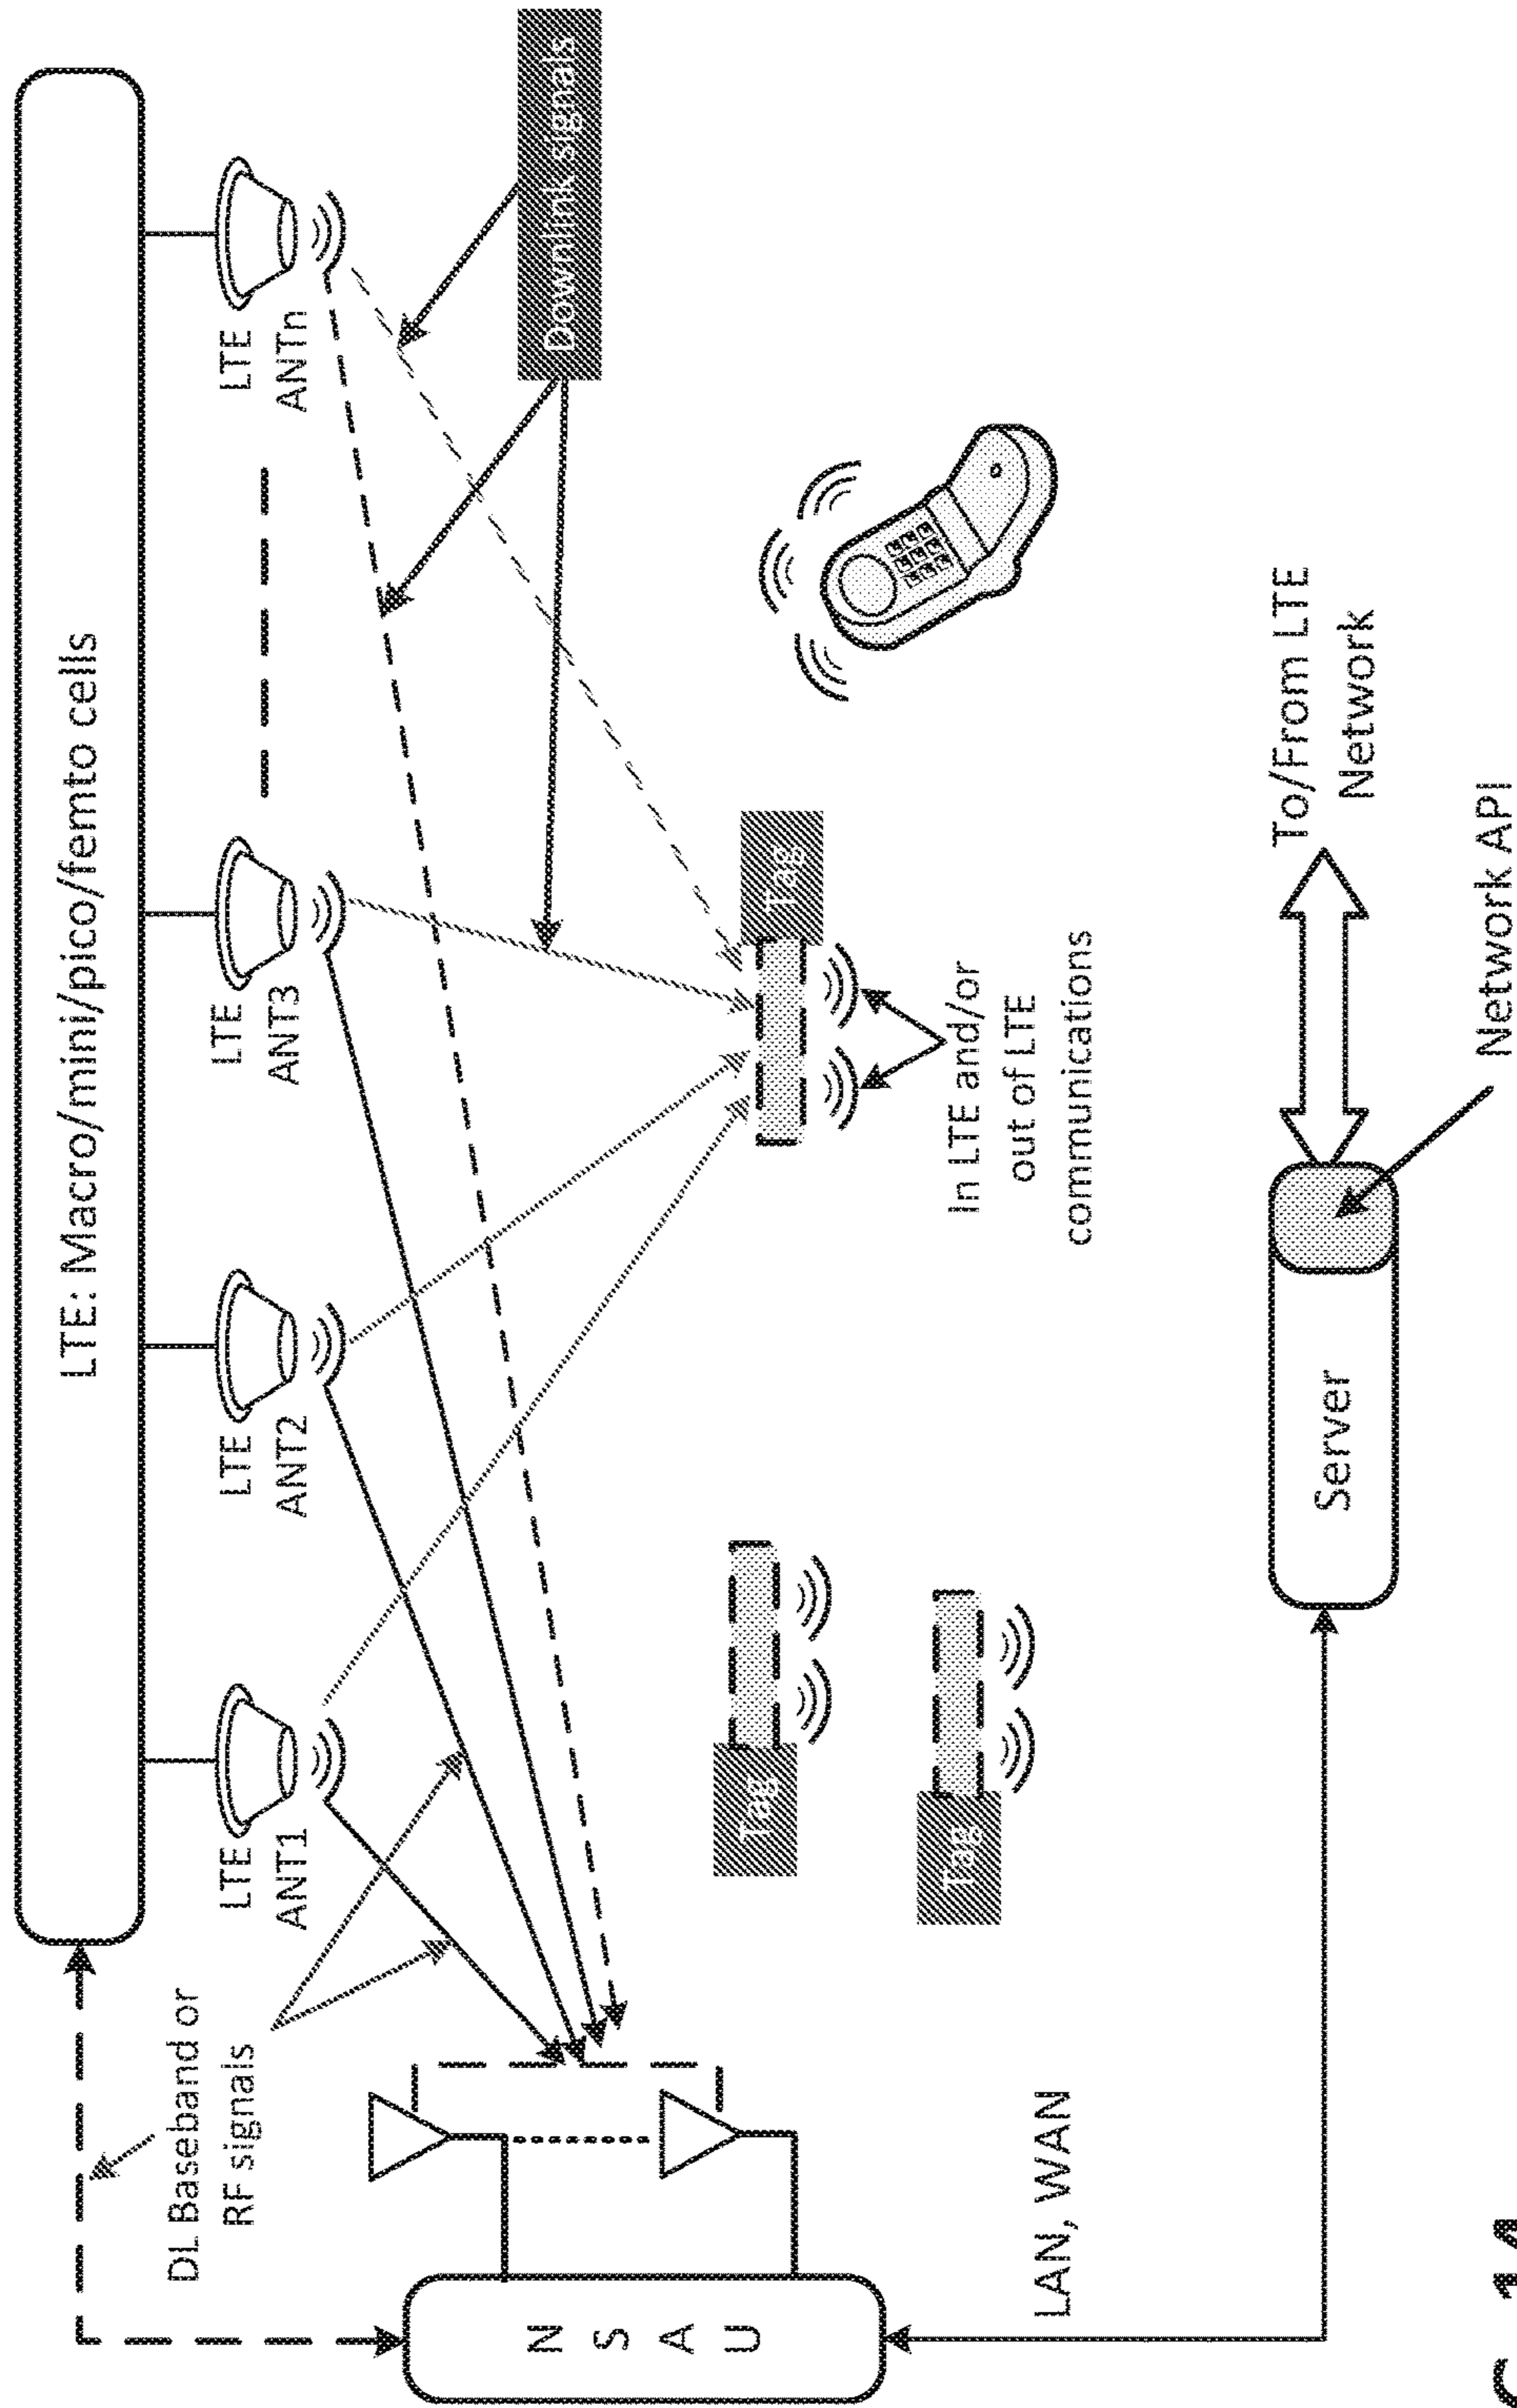 LTE: Macro/mini/pico/femto cells
DL Baseband or
RF signals
LTE
ANT1
LTE
ANT2
LTE
ANT3
LTE
ANTn
Downlink signals
N
S
A
U
Tag
Tag
Tag
In LTE and/or
out of LTE
communications
LAN, WAN
Server
To/From LTE
Network
Network API